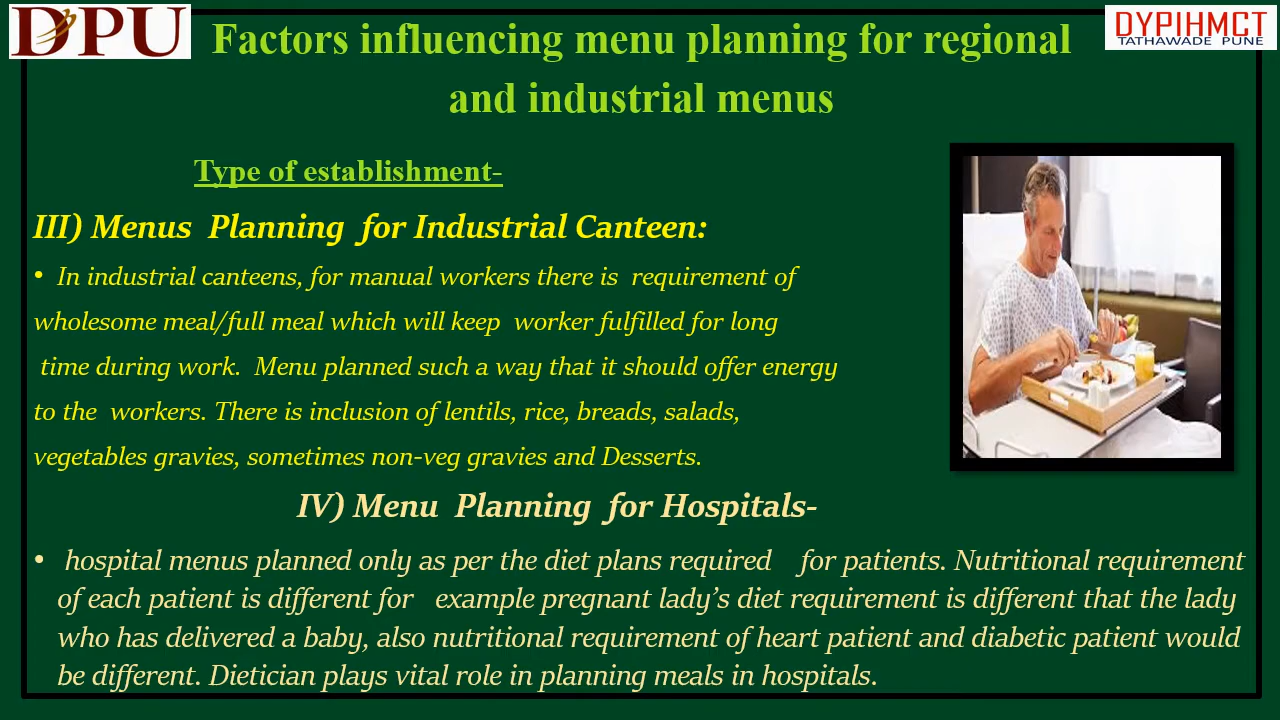 DPU
DYPIHMCT
TATHAWADE PUNE
Factors influencing menu planning for regional
and industrial menus
Type of establishment-
III) Menus Planning for Industrial Canteen:
• In industrial canteens, for manual workers there is requirement of
wholesome meal/full meal which will keep worker fulfilled for long
time during work. Menu planned such a way that it should offer energy
to the workers. There is inclusion of lentils, rice, breads, salads,
vegetables gravies, sometimes non-veg gravies and Desserts.
IV) Menu Planning for Hospitals-
• hospital menus planned only as per the diet plans required for patients. Nutritional requirement
of each patient is different for example pregnant lady’s diet requirement is different that the lady
who has delivered a baby, also nutritional requirement of heart patient and diabetic patient would
be different. Dietician plays vital role in planning meals in hospitals.